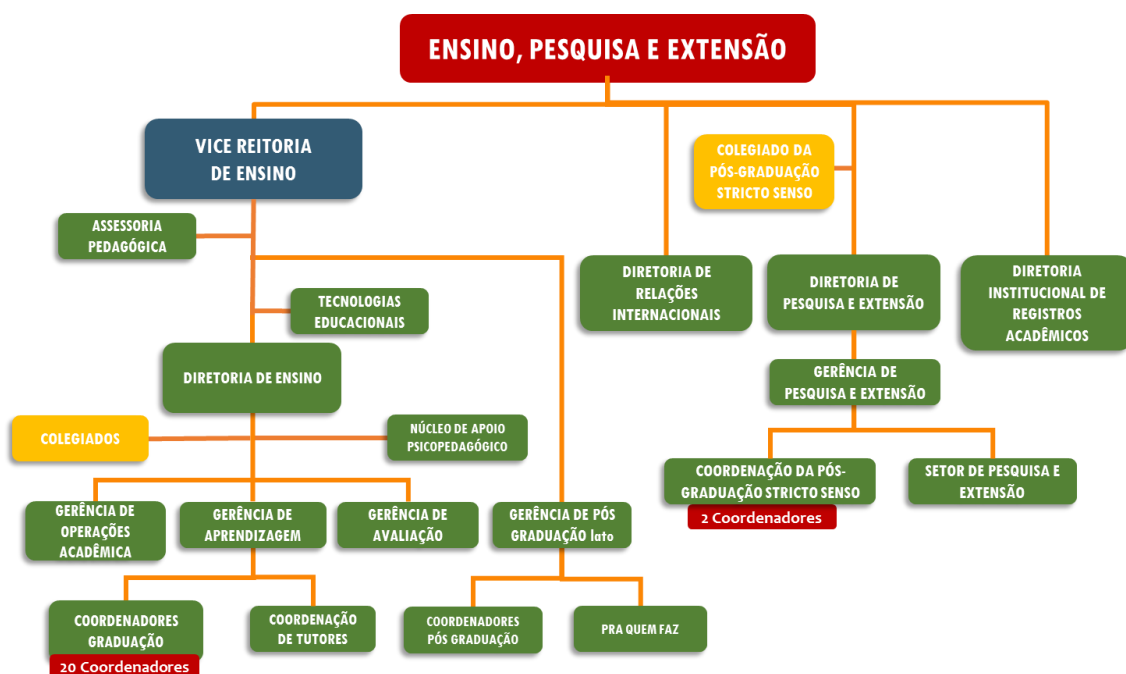 ENSINO, PESQUISA E EXTENSÃO
VICE REITORIA
DE ENSINO
COLEGIADO DA
PÓS-GRADUAÇÃO
STRICTO SENSO
ASSESSORIA
PEDAGÓGICA
DIRETORIA DE
RELAÇÕES
INTERNACIONAIS
DIRETORIA DE
PESQUISA E EXTENSÃO
DIRETORIA
INSTITUCIONAL DE
REGISTROS
ACADÊMICOS
TECNOLOGIAS
EDUCACIONAIS
DIRETORIA DE ENSINO
GERÊNCIA DE
PESQUISA E EXTENSÃO
COLEGIADOS
NÚCLEO DE APOIO
PSICOPEDAGÓGICO
COORDENAÇÃO DA PÓS-
GRADUAÇÃO STRICTO SENSO
2 Coordenadores
SETOR DE PESQUISA E
EXTENSÃO
GERÊNCIA DE
OPERAÇÕES
ACADÊMICA
GERÊNCIA DE
APRENDIZAGEM
GERÊNCIA DE
AVALIAÇÃO
GERÊNCIA DE PÓS
GRADUAÇÃO lato
COORDENADORES
GRADUAÇÃO
20 Coordenadores
COORDENAÇÃO
DE TUTORES
COORDENADORES
PÓS GRADUAÇÃO
PRA QUEM FAZ